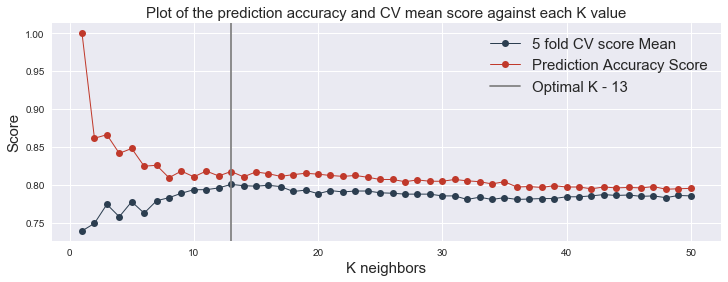 Plot of the prediction accuracy and CV mean score against each K value
Score
1.00
0.95
0.90
0.85
0.80
0.75
5 fold CV score Mean
Prediction Accuracy Score
Optimal K - 13
0
10
20
30
40
50
K neighbors